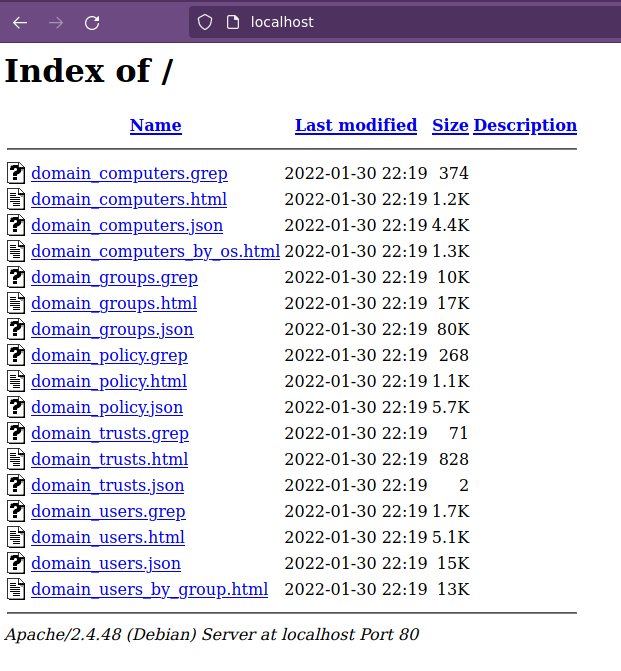 localhost
Index of /
Name Last modified Size Description
domain_computers.grep 2022-01-30 22:19 374
domain_computers.html 2022-01-30 22:19 1.2K
domain_computers.json 2022-01-30 22:19 4.4K
domain_computers_by_os.html 2022-01-30 22:19 1.3K
domain_groups.grep 2022-01-30 22:19 10K
domain_groups.html 2022-01-30 22:19 17K
domain_groups.json 2022-01-30 22:19 80K
domain_policy.grep 2022-01-30 22:19 268
domain_policy.html 2022-01-30 22:19 1.1K
domain_policy.json 2022-01-30 22:19 5.7K
domain_trusts.grep 2022-01-30 22:19 71
domain_trusts.html 2022-01-30 22:19 828
domain_trusts.json 2022-01-30 22:19 2
domain_users.grep 2022-01-30 22:19 1.7K
domain_users.html 2022-01-30 22:19 5.1K
domain_users.json 2022-01-30 22:19 15K
domain_users_by_group.html 2022-01-30 22:19 13K
Apache/2.4.48 (Debian) Server at localhost Port 80